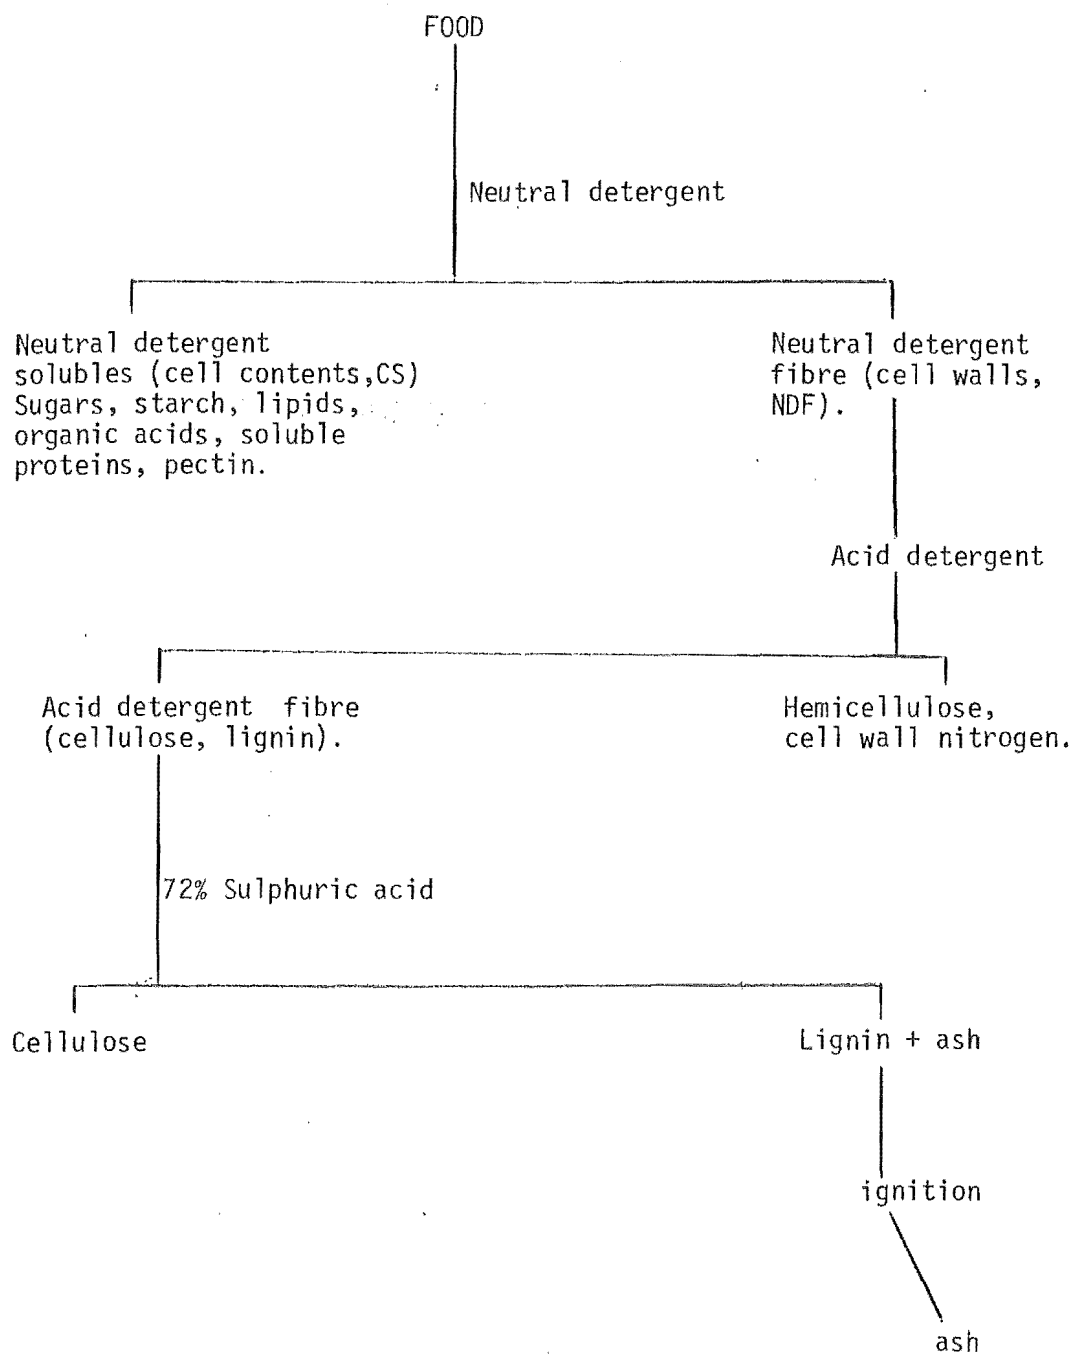 FOOD
Neutral detergent
Neutral detergent
solubles (cell contents,CS)
Sugars, starch, lipids,
organic acids, soluble
proteins, pectin.
Neutral detergent
fibre (cell walls,
NDF).
Acid detergent
Acid detergent fibre
(cellulose, lignin).
Hemicellulose,
cell wall nitrogen.
72% Sulphuric acid
Cellulose
Lignin + ash
ignition
ash